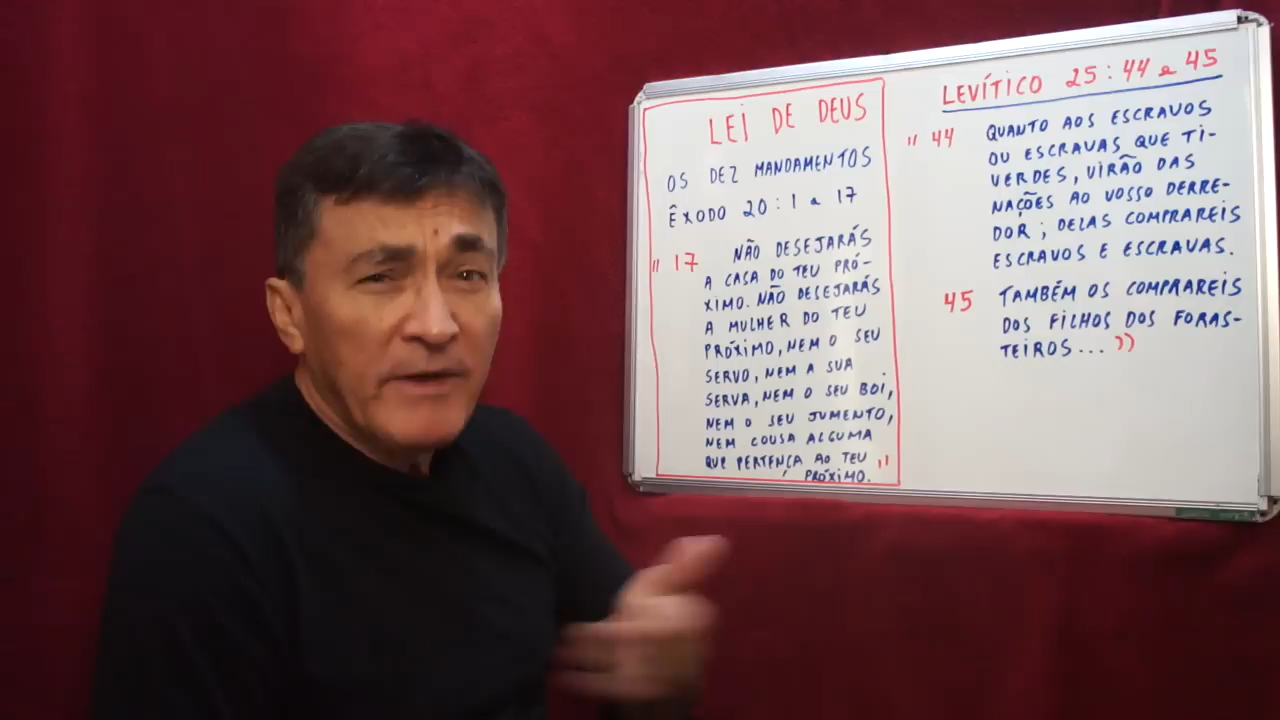 LEI DE DEUS
OS DEZ MANDAMENTOS
ÊXODO 20:1 a 17
" 17 NÃO DESEJARÁS
A CASA DO TEU PRÓ-
XIMO. NÃO DESEJARÁS
A MULHER DO TEU
PRÓXIMO, NEM O SEU
SERVO, NEM A SUA
SERVA, NEM O SEU BOI,
NEM O SEU JUMENTO,
NEM COUSA ALGUMA
QUE PERTENÇA AO TEU
PRÓXIMO. "
LEVÍTICO 25:44 e 45
" 44 QUANTO AOS ESCRAVOS
OU ESCRAVAS QUE TI-
VERDES, VIRÃO DAS
NAÇÕES AO VOSSO DERRE-
DOR; DELAS COMPRAREIS
ESCRAVOS E ESCRAVAS.
45 TAMBÉM OS COMPRAREIS
DOS FILHOS DOS FORAS-
TEIROS... "